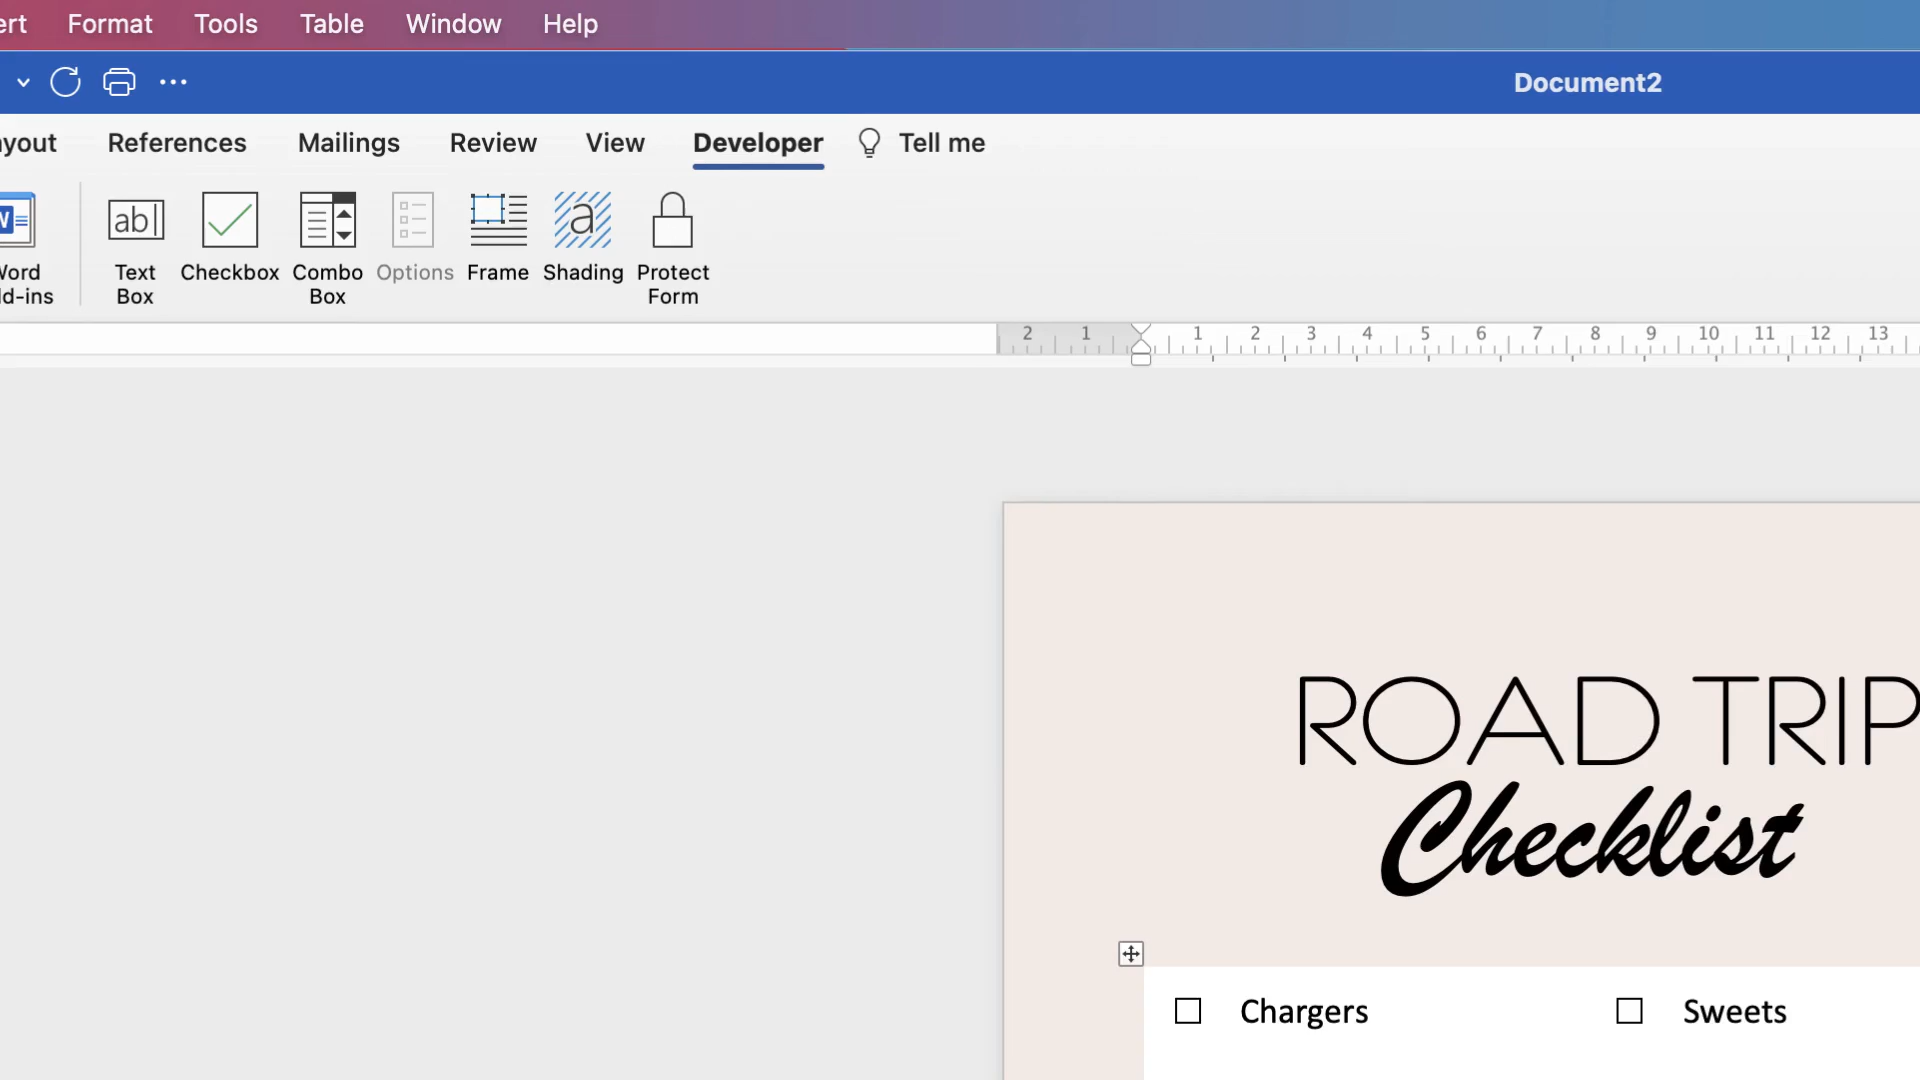 ert Format Tools Table Window Help
Document2
yout References Mailings Review View Developer Tell me
W ab| a
Word Text Checkbox Combo Options Frame Shading Protect
d-ins Box Box Form
2 1 1 2 3 4 5 6 7 8 9 10 11 12 13
ROAD TRIP
Checklist
Chargers Sweets